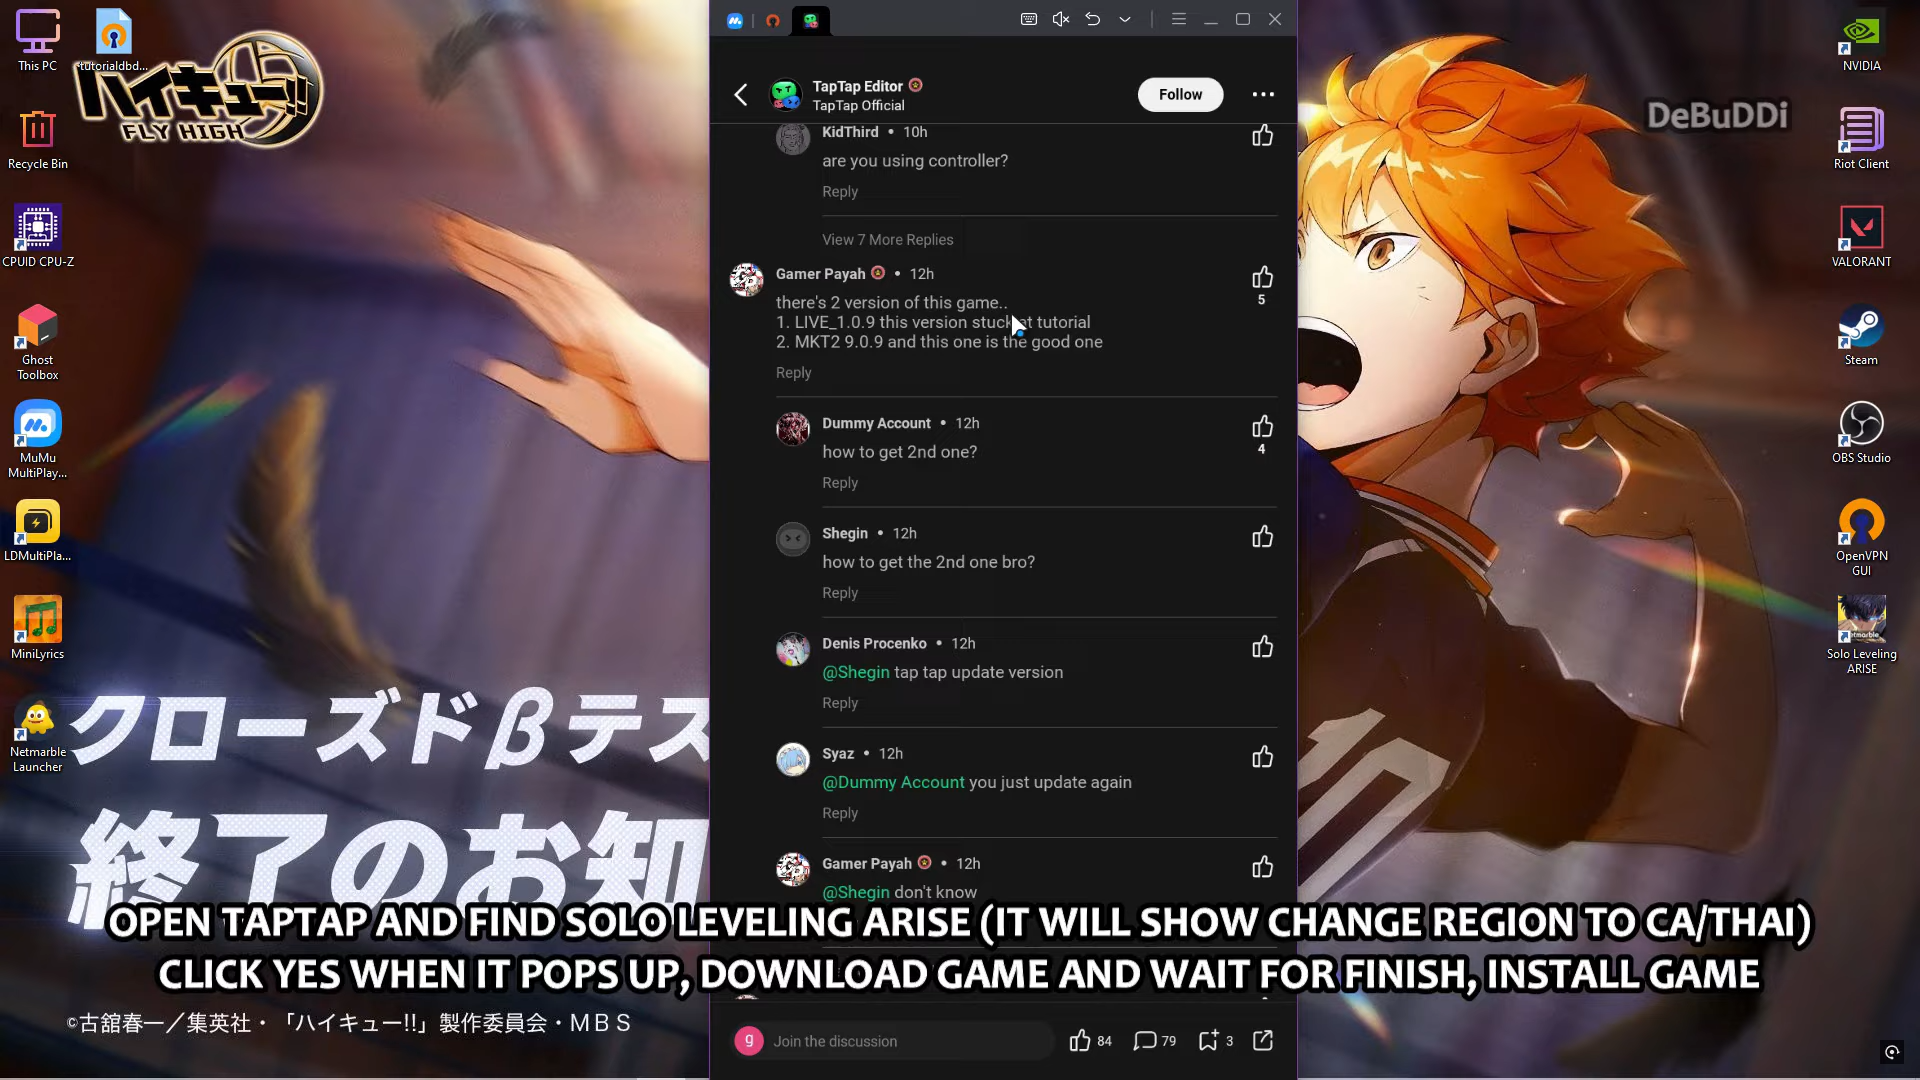 This PC
tutorialdbd...
ハイキュー!!
FLY HIGH
Recycle Bin
CPUID CPU-Z
Ghost
Toolbox
MuMu
MultiPlay...
LDMultiPla...
MiniLyrics
Netmarble
Launcher
クローズドβテス
終了のお知
©古舘春一／集英社・「ハイキュー!!」製作委員会・MBS
TapTap Editor
TapTap Official
Follow
KidThird • 10h
are you using controller?
Reply
View 7 More Replies
Gamer Payah • 12h
there's 2 version of this game..
1. LIVE_1.0.9 this version stuck at tutorial
2. MKT2 9.0.9 and this one is the good one
5
Reply
Dummy Account • 12h
how to get 2nd one?
4
Reply
Shegin • 12h
how to get the 2nd one bro?
Reply
Denis Procenko • 12h
@Shegin tap tap update version
Reply
Syaz • 12h
@Dummy Account you just update again
Reply
Gamer Payah • 12h
@Shegin don't know
OPEN TAPTAP AND FIND SOLO LEVELING ARISE (IT WILL SHOW CHANGE REGION TO CA/THAI)
CLICK YES WHEN IT POPS UP, DOWNLOAD GAME AND WAIT FOR FINISH, INSTALL GAME
g
Join the discussion
84
79
3
DeBuDDi
10
NVIDIA
Riot Client
VALORANT
Steam
OBS Studio
OpenVPN
GUI
Solo Leveling
ARISE